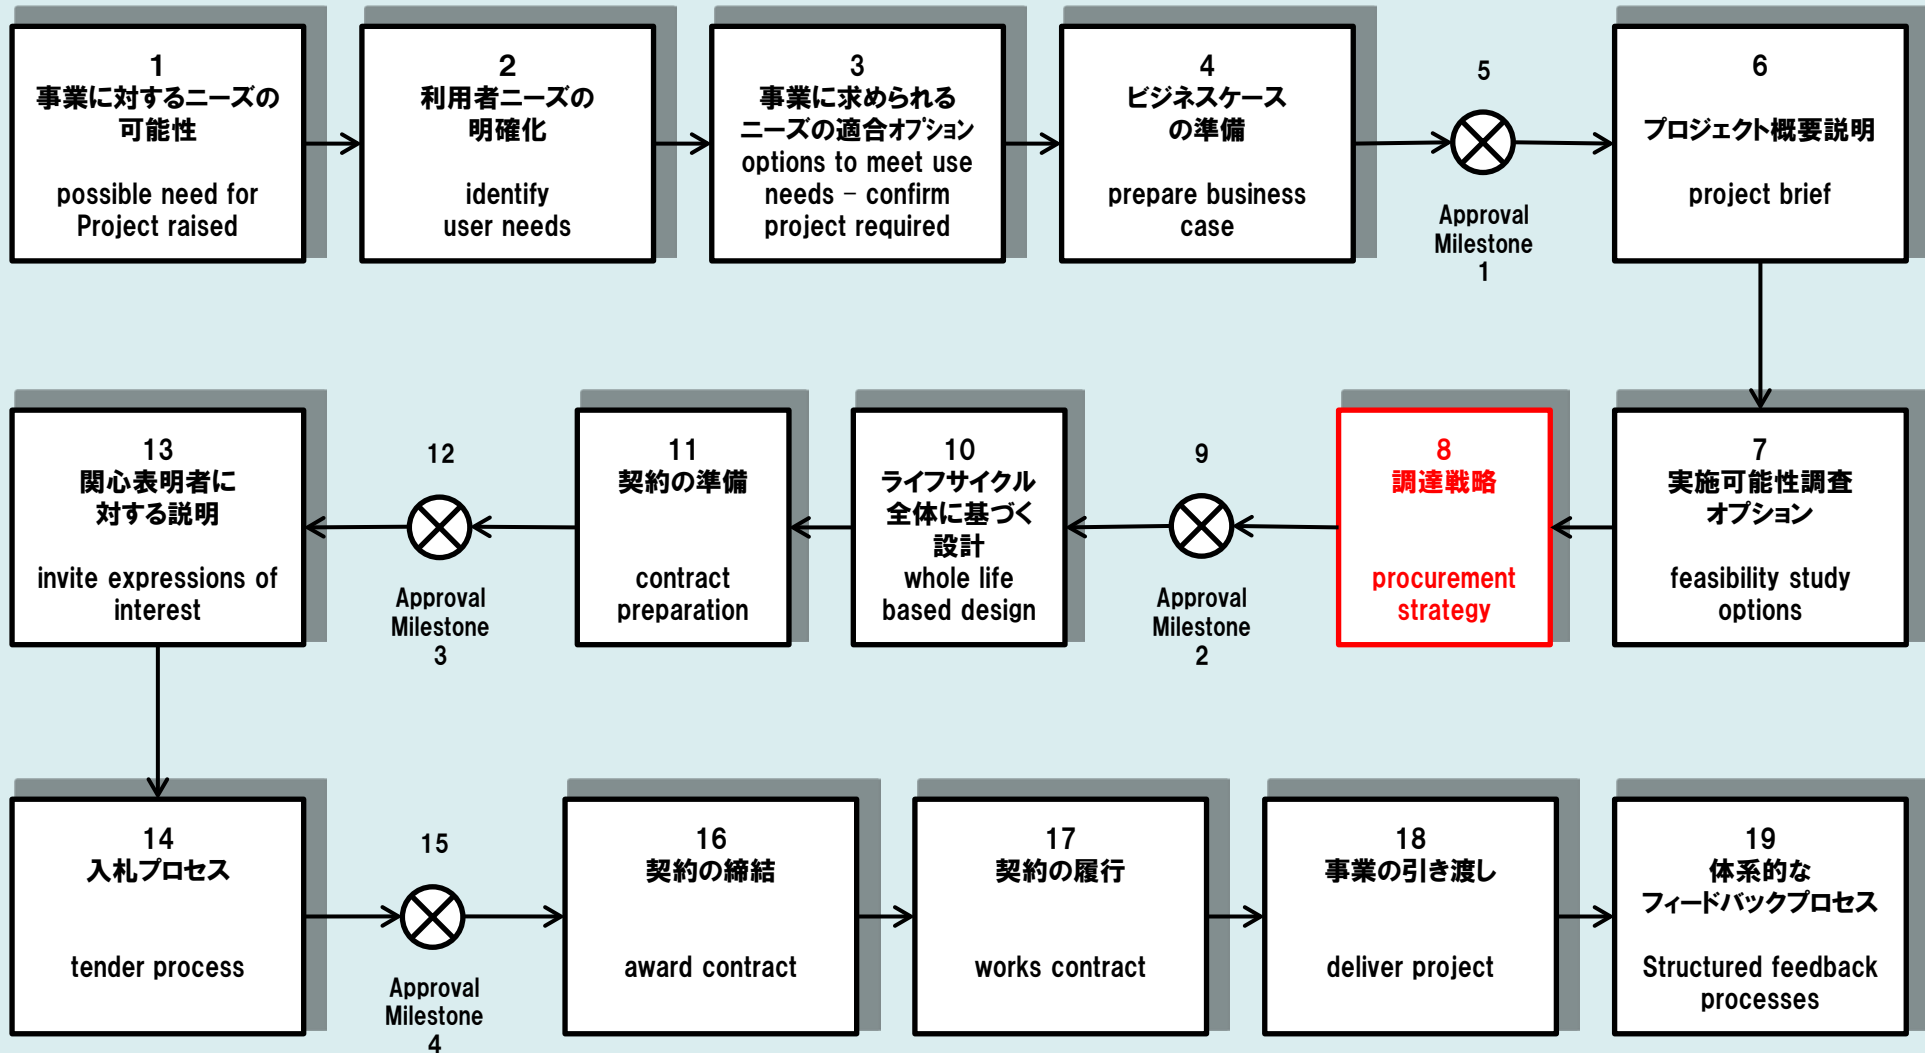 1
事業に対するニーズの
可能性
possible need for
Project raised
2
利用者ニーズの
明確化
identify
user needs
3
事業に求められる
ニーズの適合オプション
options to meet use
needs – confirm
project required
4
ビジネスケース
の準備
prepare business
case
5
Approval
Milestone
1
6
プロジェクト概要説明
project brief
7
実施可能性調査
オプション
feasibility study
options
8
調達戦略
procurement
strategy
9
Approval
Milestone
2
10
ライフサイクル
全体に基づく
設計
whole life
based design
11
契約の準備
contract
preparation
12
Approval
Milestone
3
13
関心表明者に
対する説明
invite expressions of
interest
14
入札プロセス
tender process
15
Approval
Milestone
4
16
契約の締結
award contract
17
契約の履行
works contract
18
事業の引き渡し
deliver project
19
体系的な
フィードバックプロセス
Structured feedback
processes